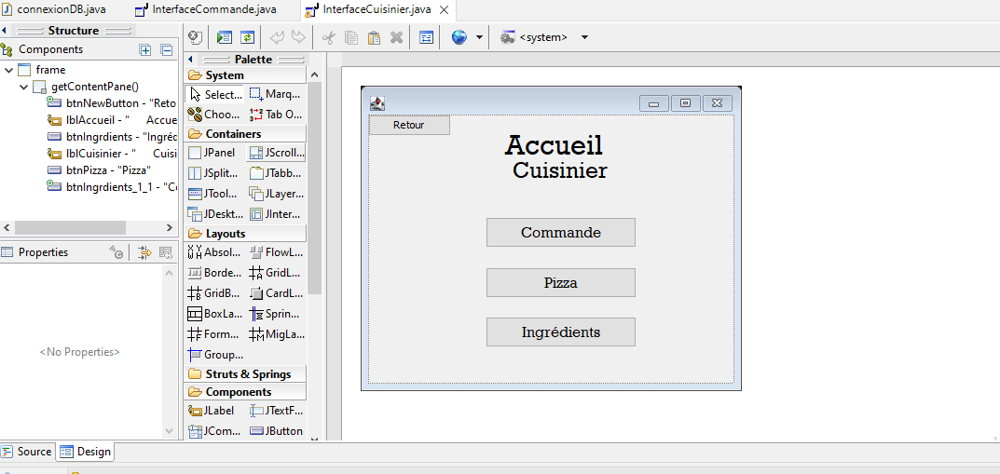 connexionDB.java InterfaceCommande.java InterfaceCuisinier.java
Structure
Components
frame
getContentPane()
btnNewButton - "Reto
lblAccueil - " Accue
btnIngrdients - "Ingréc
lblCuisinier - " Cuisi
btnPizza - "Pizza"
btnIngrdients_1_1 - "Co
Properties
<No Properties>
<system>
Palette
System
Select... Marq...
Choo... Tab O...
Containers
JPanel JScroll...
JSplit... JTabb...
JTool... JLayer...
JDeskt... JInter...
Layouts
Absol... FlowL...
Borde... GridL...
GridB... CardL...
BoxLa... Sprin...
Form... MigLa...
Group...
Struts & Springs
Components
JLabel JTextF...
JCom... JButton
Retour
Accueil
Cuisinier
Commande
Pizza
Ingrédients
Source Design